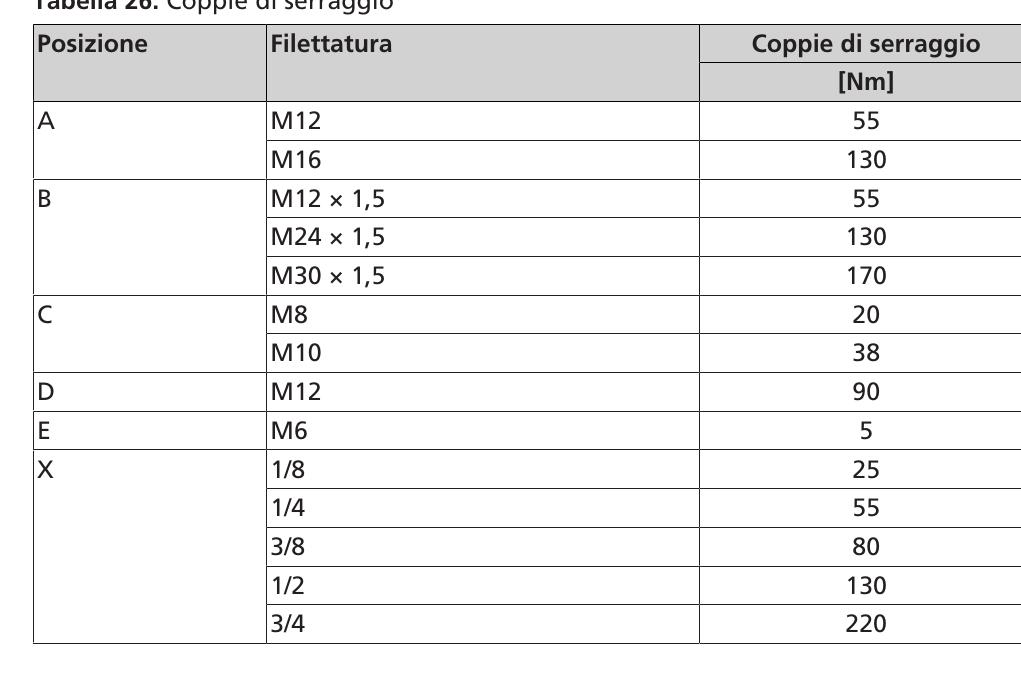 Tabella 26. Coppie di serraggio
Posizione Filettatura Coppie di serraggio
[Nm]
A M12 55
M16 130
B M12 × 1,5 55
M24 × 1,5 130
M30 × 1,5 170
C M8 20
M10 38
D M12 90
E M6 5
X 1/8 25
1/4 55
3/8 80
1/2 130
3/4 220